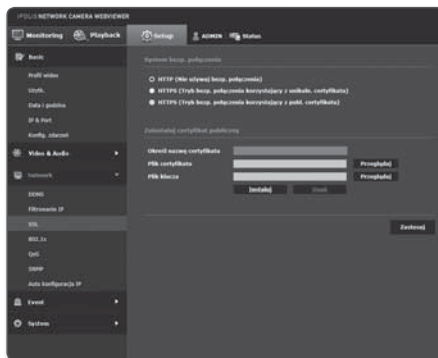 iPOLiS NETWORK CAMERA WEBVIEWER
Monitoring
Playback
Setup
ADMIN
Status
Basic
Profil wideo
Użytk.
Data i godzina
IP & Port
Konfig. zdarzeń
Video & Audio
Network
DDNS
Filtrowanie IP
SSL
802.1x
QoS
SNMP
Auto konfiguracja IP
Event
System
System bezp. połączenia
HTTP (Nie używaj bezp. połączenia)
HTTPS (Tryb bezp. połączenia korzystający z unikaln. certyfikatu)
HTTPS (Tryb bezp. połączenia korzystający z publ. certyfikatu)
Zainstaluj certyfikat publiczny
Określ nazwę certyfikatu
Plik certyfikatu
Przeglądaj
Plik klucza
Przeglądaj
Instaluj
Usuń
Zastosuj